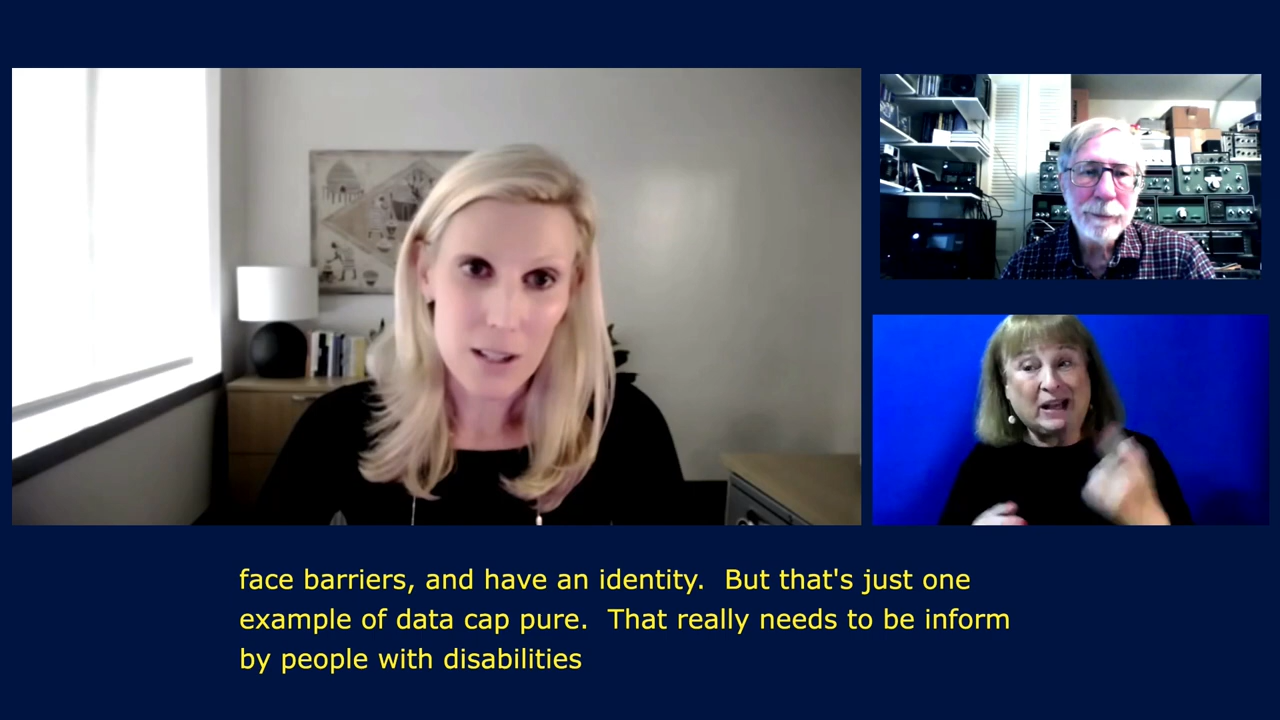 face barriers, and have an identity.  But that's just one
example of data cap pure.  That really needs to be inform
by people with disabilities